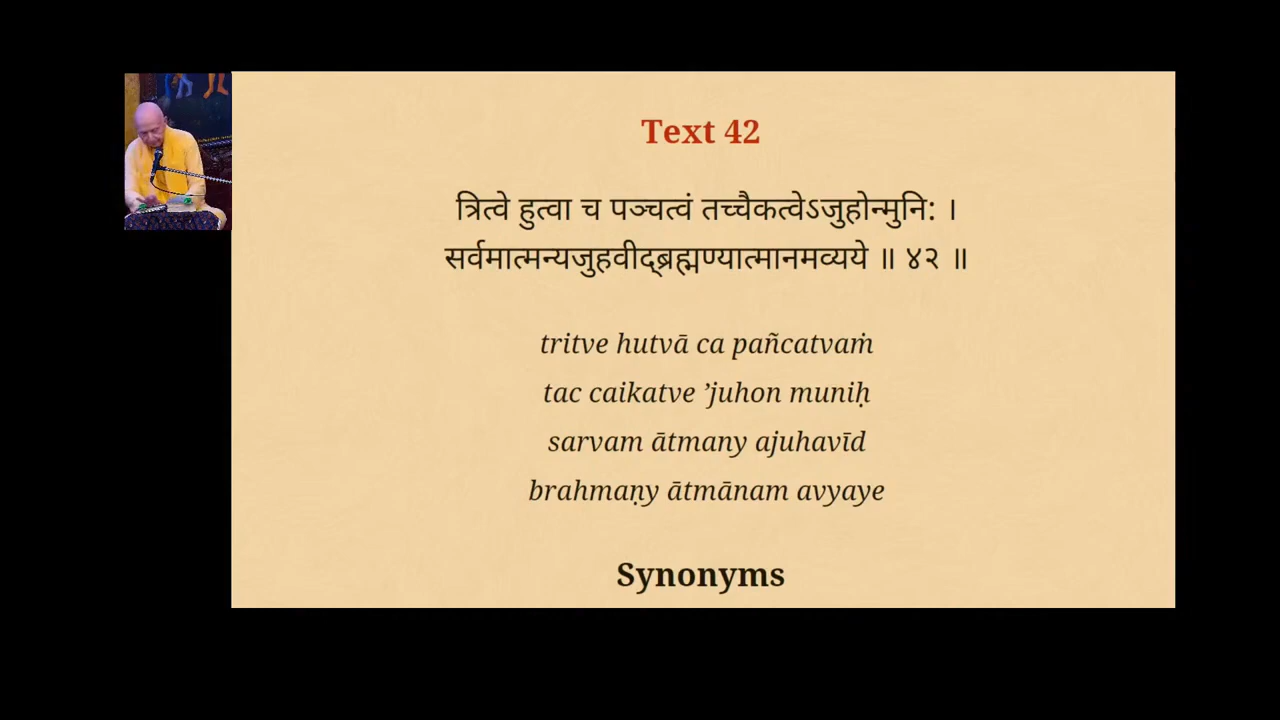 Text 42
त्रित्वे हुत्वा च पञ्चत्वं तच्चैकत्वेऽजुहोन्मुनि: ।
सर्वमात्मन्यजुहवीद्ब्रह्मण्यात्मानमव्यये ॥ ४२ ॥
tritve hutvā ca pañcatvaṁ
tac caikatve ’juhon muniḥ
sarvam ātmany ajuhavīd
brahmaṇy ātmānam avyaye
Synonyms